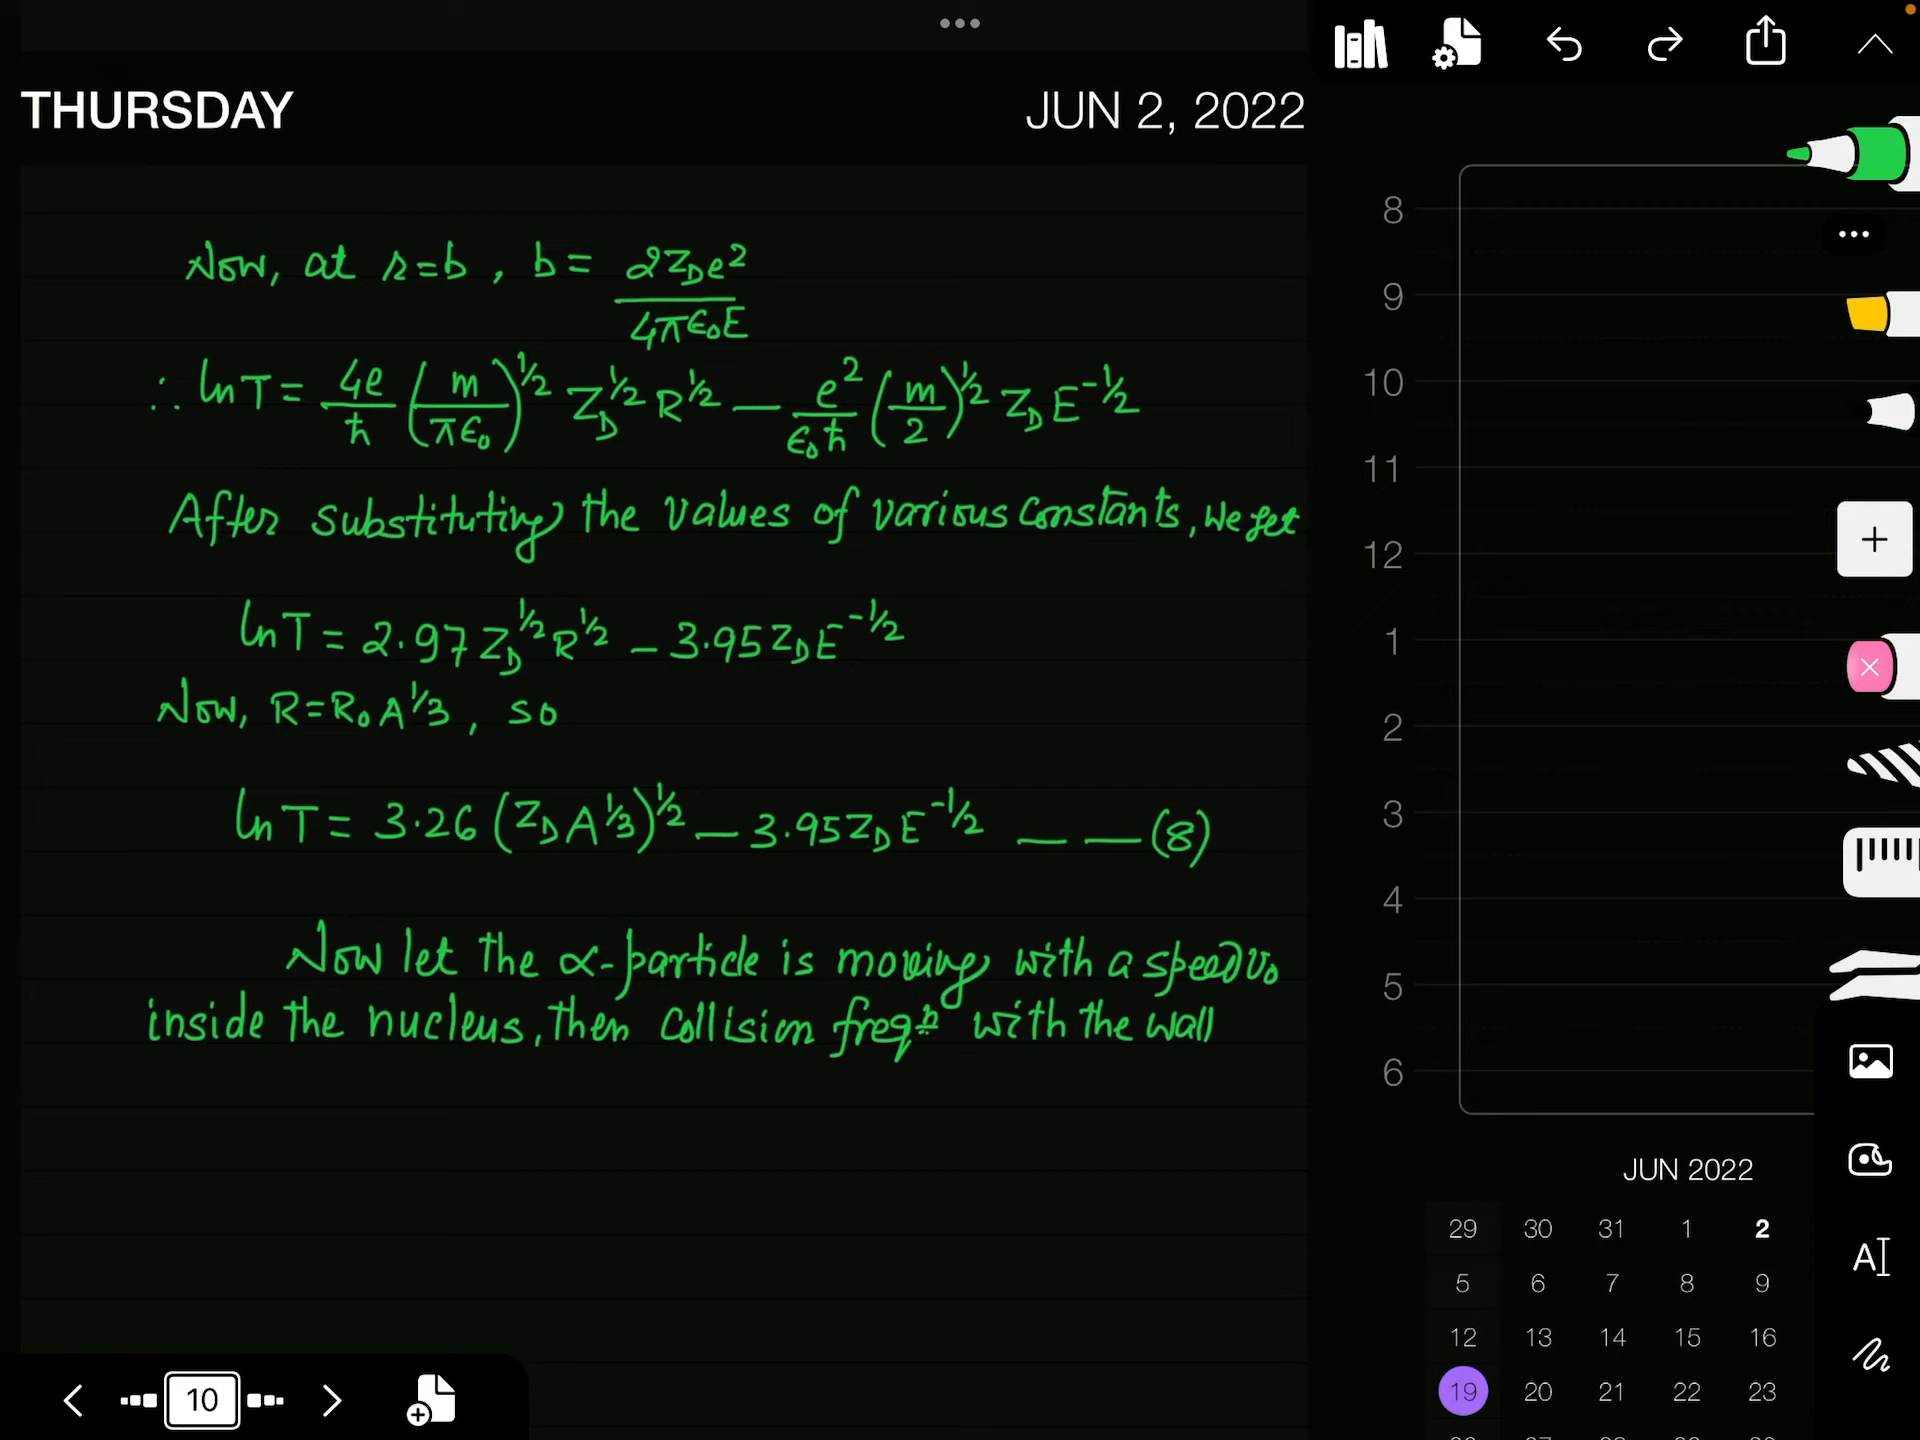 THURSDAY JUN 2, 2022
Now, at r=b, b = 2Z_De²/4πε₀E
∴ ln T = 4e/ħ (m/πε₀)^½ Z_D^½ R^½ − e²/ε₀ħ (m/2)^½ Z_D E^-½
After substituting the values of various Constants, we get
ln T = 2.97 Z_D^½ R^½ − 3.95 Z_D E^-½
Now, R = R₀ A^⅓, so
ln T = 3.26 (Z_D A^⅓)^½ − 3.95 Z_D E^-½ — — (8)
Now let the α-particle is moving with a speed v₀
inside the nucleus, then Collision freqⁿ with the wall
8
9
10
11
12
1
2
3
4
5
6
JUN 2022
29 30 31 1 2
5 6 7 8 9
12 13 14 15 16
19 20 21 22 23
10